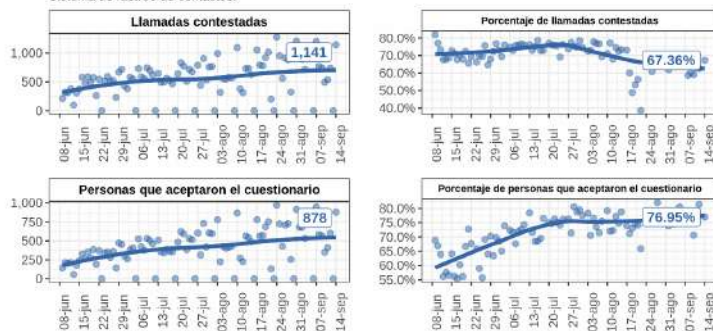 Llamadas contestadas
1,141
1,000
500
0
08-jun
15-jun
22-jun
29-jun
06-jul
13-jul
20-jul
27-jul
03-ago
10-ago
17-ago
24-ago
31-ago
07-sep
14-sep
Porcentaje de llamadas contestadas
80.0%
70.0%
60.0%
50.0%
40.0%
67.36%
08-jun
15-jun
22-jun
29-jun
06-jul
13-jul
20-jul
27-jul
03-ago
10-ago
17-ago
24-ago
31-ago
07-sep
14-sep
Personas que aceptaron el cuestionario
1,000
750
500
250
0
878
08-jun
15-jun
22-jun
29-jun
06-jul
13-jul
20-jul
27-jul
03-ago
10-ago
17-ago
24-ago
31-ago
07-sep
14-sep
Porcentaje de personas que aceptaron el cuestionario
80.0%
75.0%
70.0%
65.0%
60.0%
55.0%
76.95%
08-jun
15-jun
22-jun
29-jun
06-jul
13-jul
20-jul
27-jul
03-ago
10-ago
17-ago
24-ago
31-ago
07-sep
14-sep